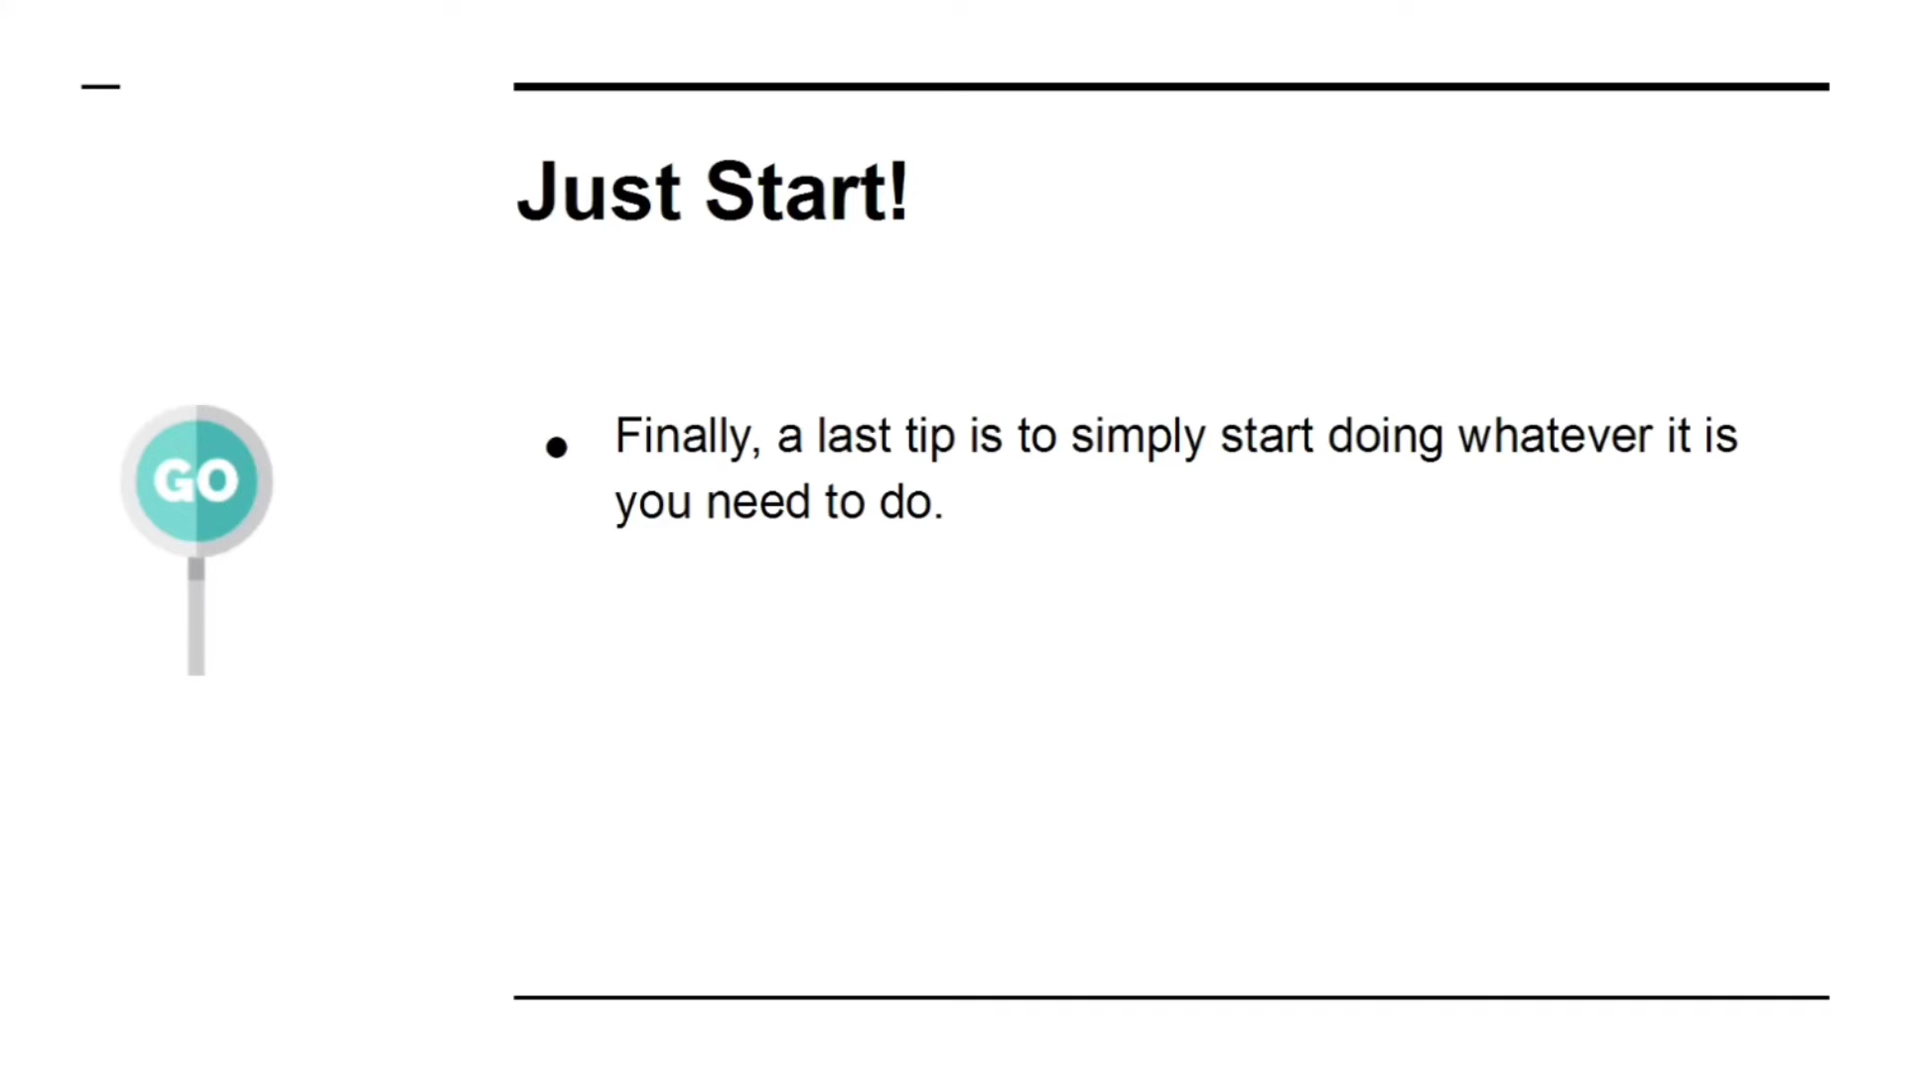 Just Start!
GO
• Finally, a last tip is to simply start doing whatever it is
you need to do.